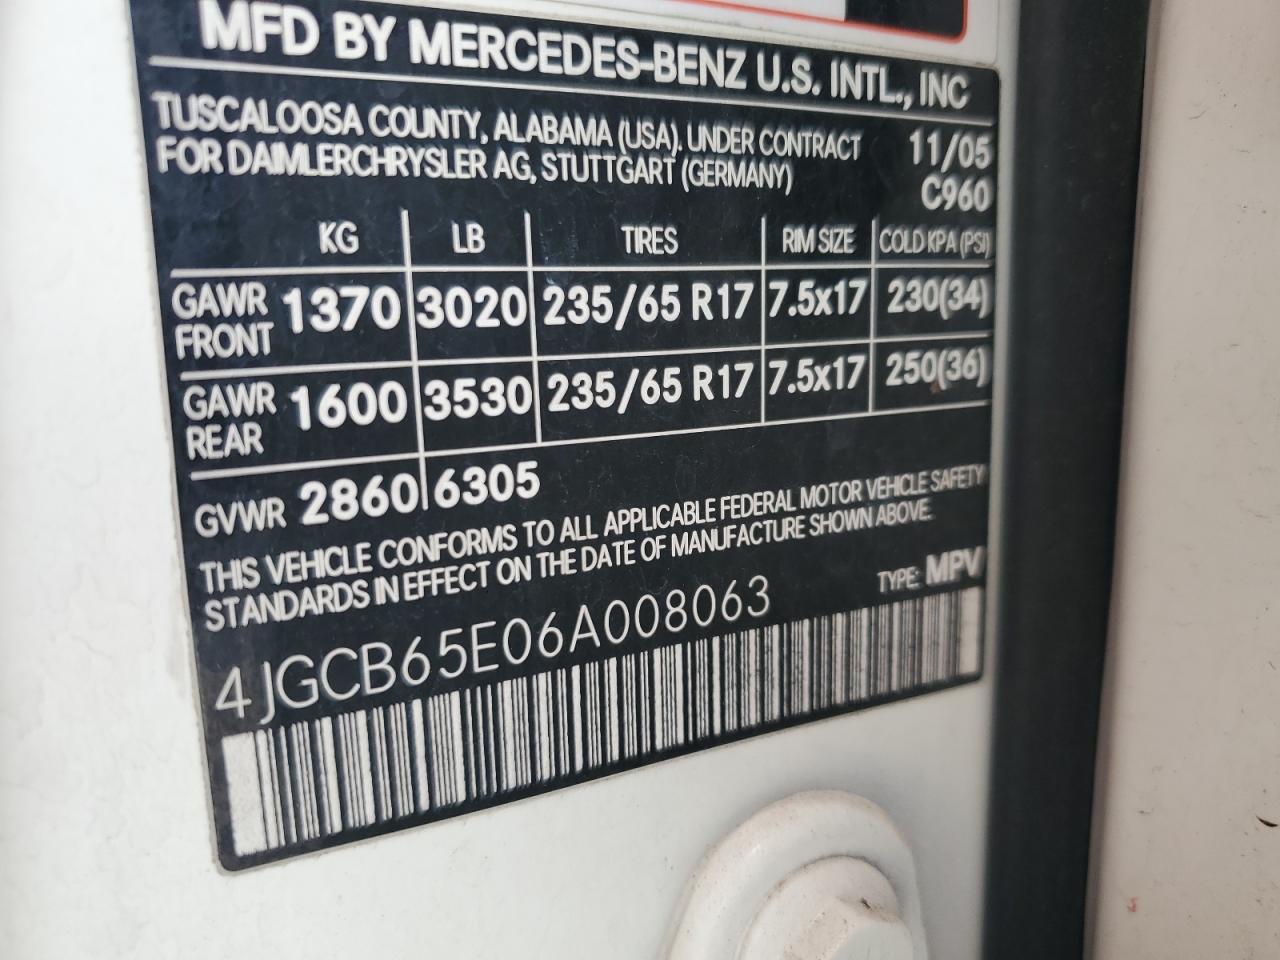 MFD BY MERCEDES-BENZ U.S. INTL., INC
TUSCALOOSA COUNTY, ALABAMA (USA). UNDER CONTRACT 11/05
FOR DAIMLERCHRYSLER AG, STUTTGART (GERMANY) C960
KG LB TIRES RIM SIZE COLD KPA (PSI)
GAWR FRONT 1370 3020 235/65 R17 7.5x17 230(34)
GAWR REAR 1600 3530 235/65 R17 7.5x17 250(36)
GVWR 2860 6305
THIS VEHICLE CONFORMS TO ALL APPLICABLE FEDERAL MOTOR VEHICLE SAFETY
STANDARDS IN EFFECT ON THE DATE OF MANUFACTURE SHOWN ABOVE.
4JGCB65E06A008063 TYPE: MPV